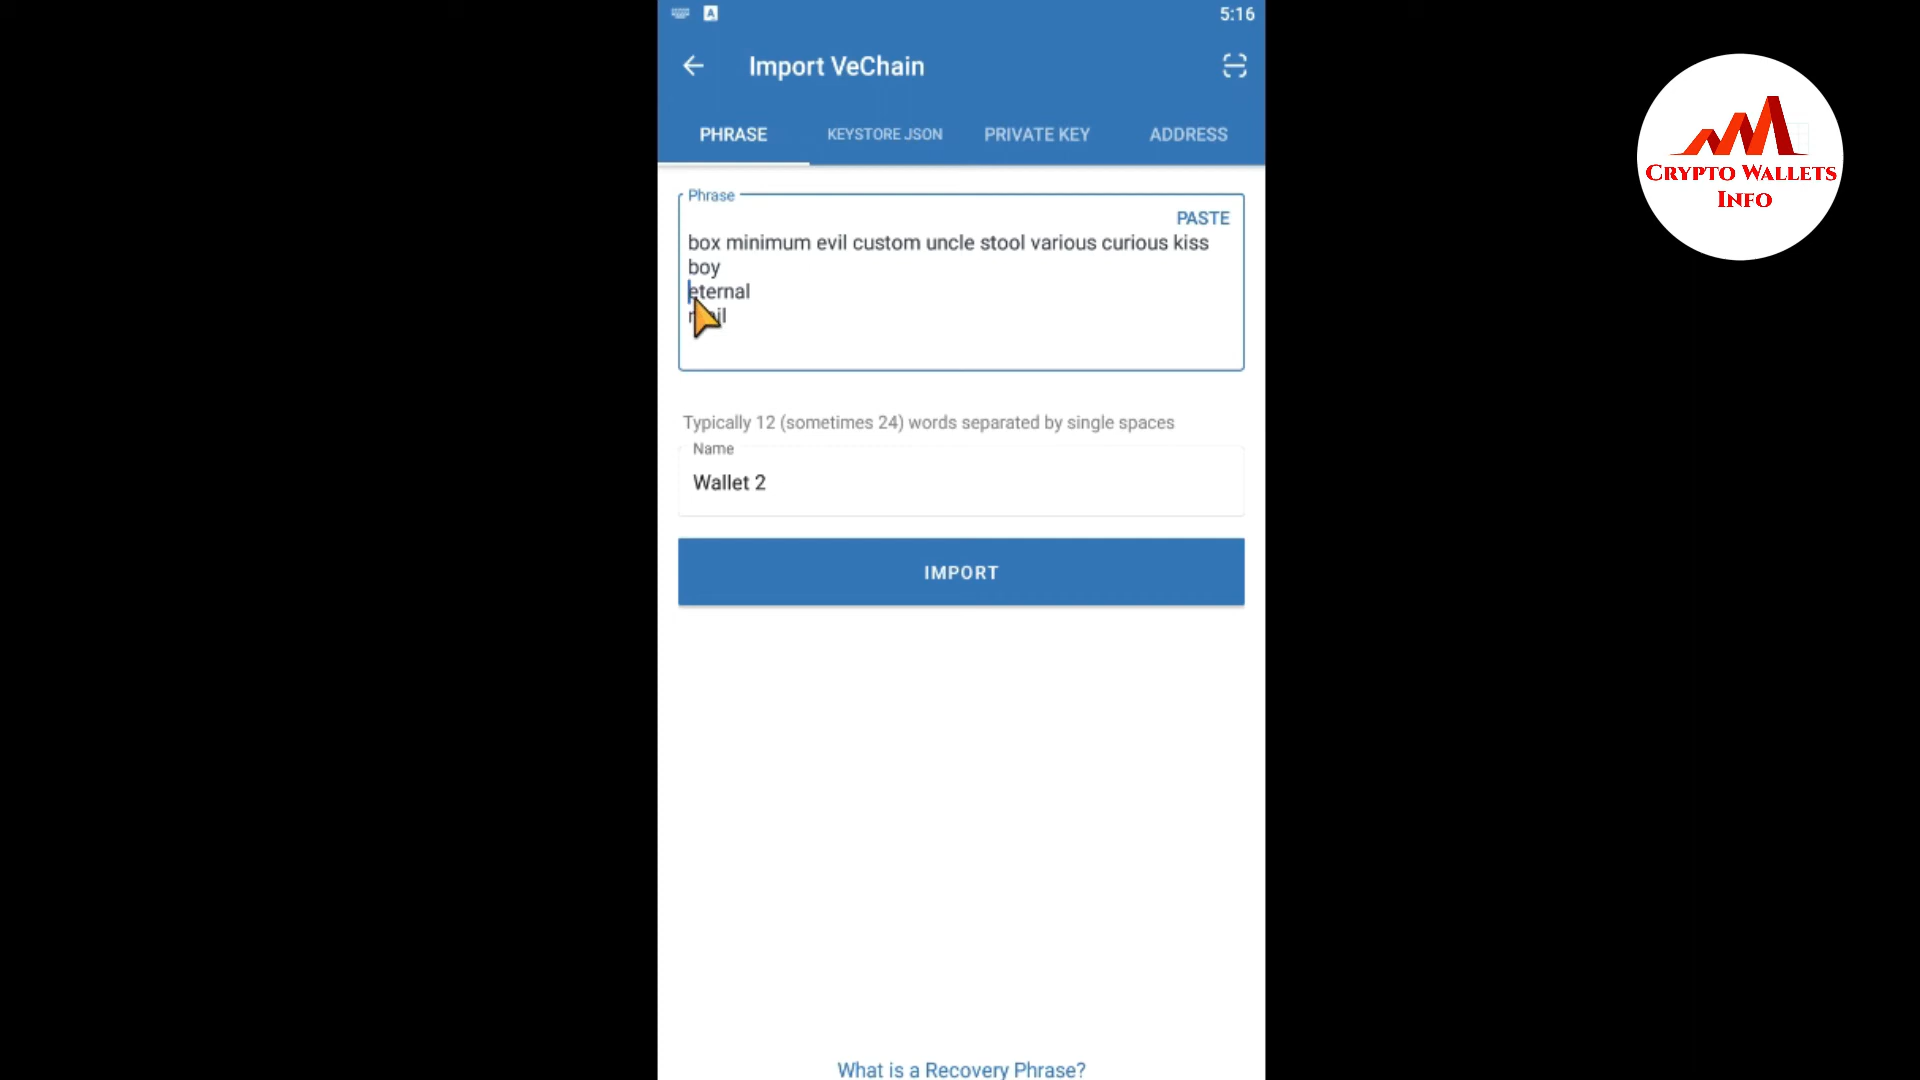 5:16
Import VeChain
PHRASE KEYSTORE JSON PRIVATE KEY ADDRESS
Phrase
PASTE
box minimum evil custom uncle stool various curious kiss
boy
eternal
Typically 12 (sometimes 24) words separated by single spaces
Name
Wallet 2
IMPORT
What is a Recovery Phrase?
CRYPTO WALLETS
INFO